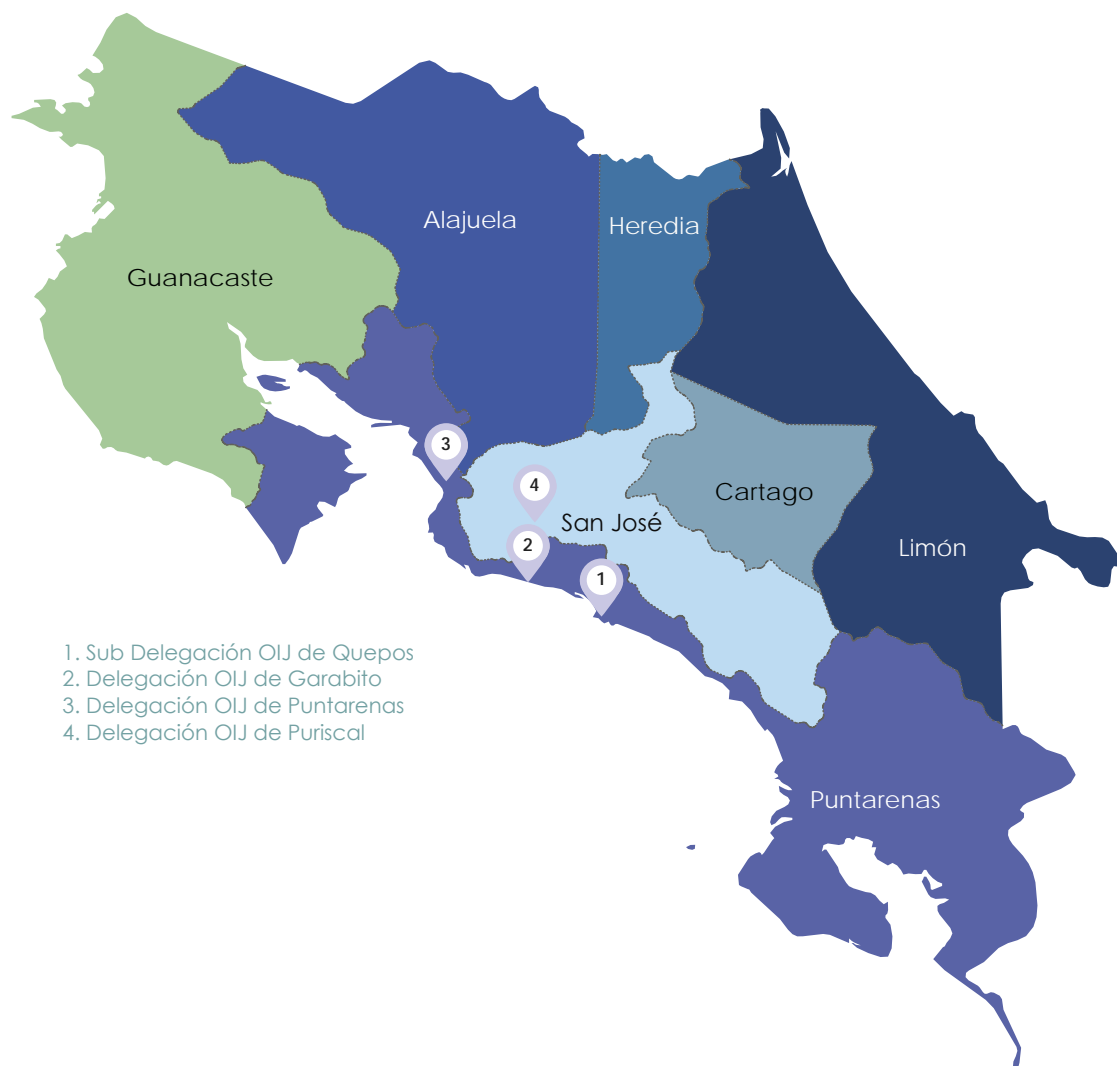 Alajuela
Heredia
Guanacaste
3
4
Cartago
San José
2
Limón
1
1. Sub Delegación OIJ de Quepos
2. Delegación OIJ de Garabito
3. Delegación OIJ de Puntarenas
4. Delegación OIJ de Puriscal
Puntarenas